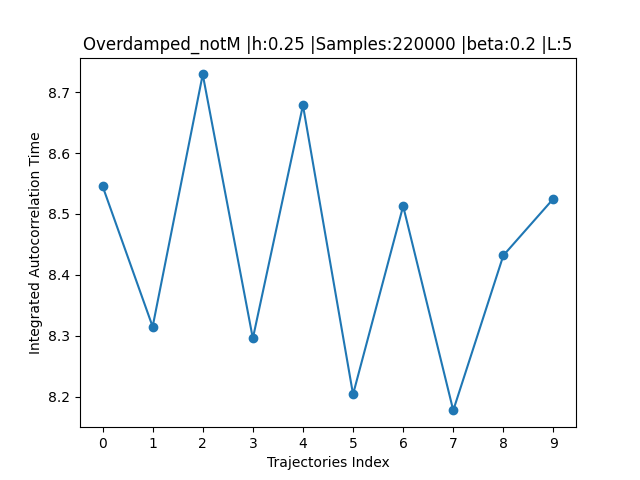 Overdamped_notM |h:0.25 |Samples:220000 |beta:0.2 |L:5
Integrated Autocorrelation Time
8.7
8.6
8.5
8.4
8.3
8.2
0 1 2 3 4 5 6 7 8 9
Trajectories Index